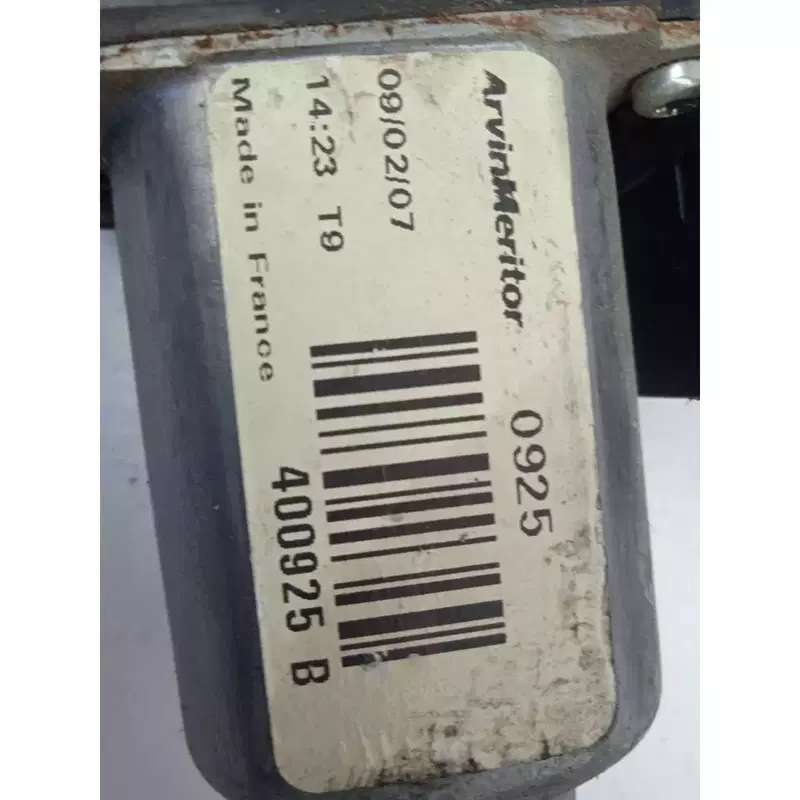 ArvinMeritor 0925
09/02/07
14:23 T9
Made in France
400925 B